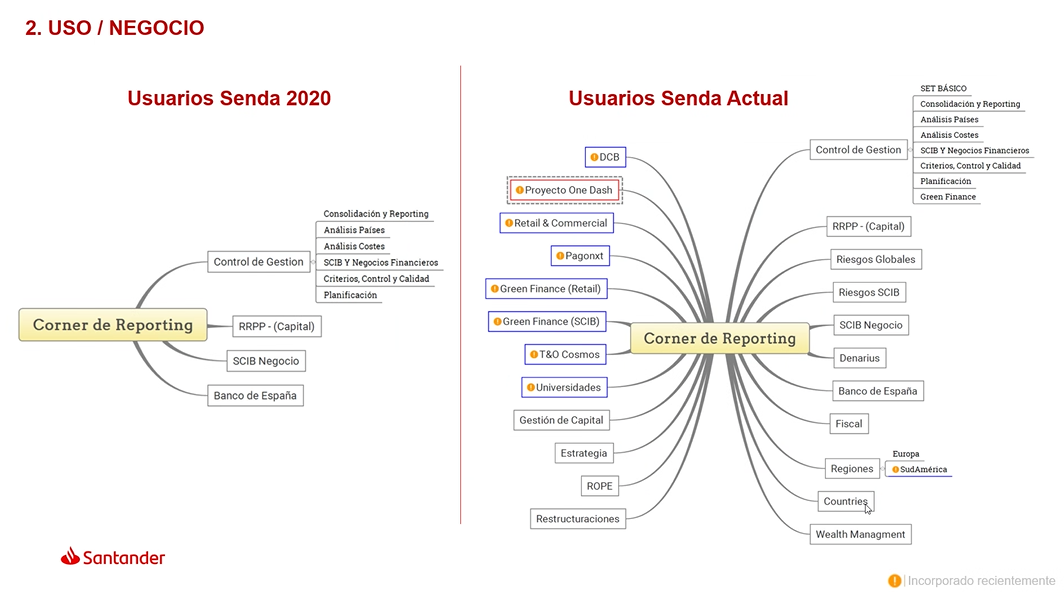 2. USO / NEGOCIO
Usuarios Senda 2020
Corner de Reporting
Control de Gestion
Consolidación y Reporting
Análisis Países
Análisis Costes
SCIB Y Negocios Financieros
Criterios, Control y Calidad
Planificación
RRPP - (Capital)
SCIB Negocio
Banco de España
Usuarios Senda Actual
DCB
Proyecto One Dash
Retail & Commercial
Pagonxt
Green Finance (Retail)
Green Finance (SCIB)
T&O Cosmos
Universidades
Gestión de Capital
Estrategia
ROPE
Restructuraciones
Corner de Reporting
Control de Gestion
SET BÁSICO
Consolidación y Reporting
Análisis Países
Análisis Costes
SCIB Y Negocios Financieros
Criterios, Control y Calidad
Planificación
Green Finance
RRPP - (Capital)
Riesgos Globales
Riesgos SCIB
SCIB Negocio
Denarius
Banco de España
Fiscal
Regiones
Europa
SudAmérica
Countries
Wealth Managment
Santander
! | Incorporado recientemente